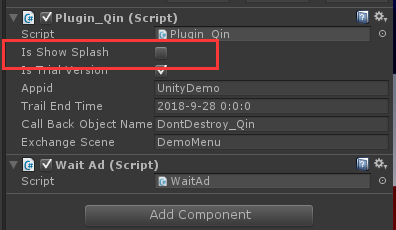 Plugin_Qin (Script)
Script Plugin_Qin
Is Show Splash
Is Trial Version
Appid UnityDemo
Trail End Time 2018-9-28 0:0:0
Call Back Object Name DontDestroy_Qin
Exchange Scene DemoMenu
Wait Ad (Script)
Script WaitAd
Add Component